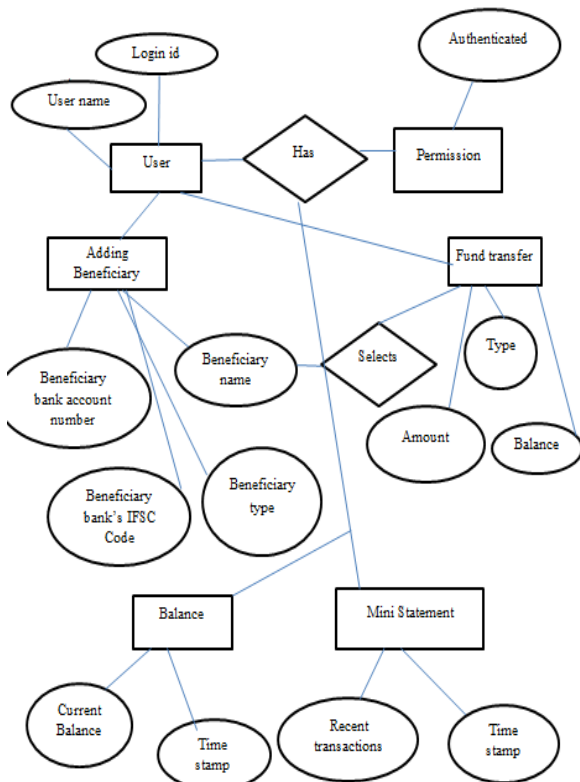 Authenticated
Login id
User name
Has
User
Permission
Adding
Beneficiary
Fund transfer
Beneficiary
name
Selects
Type
Beneficiary
bank account
number
Amount
Balance
Beneficiary
bank's IFSC
Code
Beneficiary
type
Balance
Mini Statement
Current
Balance
Time
stamp
Recent
transactions
Time
stamp